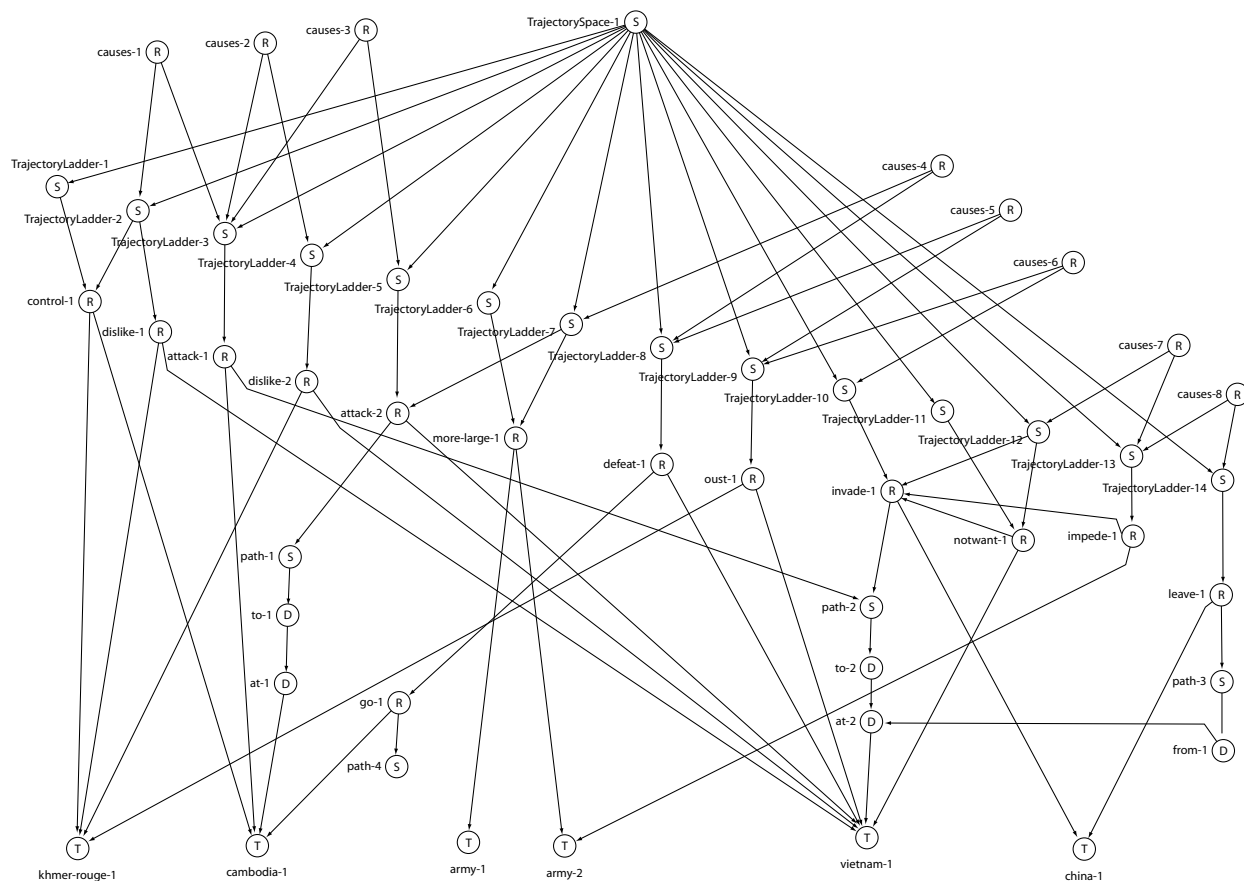 TrajectorySpace-1 S
causes-3 R
causes-2 R
causes-1 R
TrajectoryLadder-1
S
causes-4 R
TrajectoryLadder-2 S
causes-5 R
TrajectoryLadder-3 S
TrajectoryLadder-4 S
causes-6 R
TrajectoryLadder-5 S
control-1 R
TrajectoryLadder-6 S
TrajectoryLadder-7 S
dislike-1 R
TrajectoryLadder-8 S
causes-7 R
attack-1 R
TrajectoryLadder-9 S
dislike-2 R
TrajectoryLadder-10 S
causes-8 R
attack-2 R
TrajectoryLadder-11 S
more-large-1 R
TrajectoryLadder-12 S
TrajectoryLadder-13 S
defeat-1 R
oust-1 R
TrajectoryLadder-14 S
invade-1 R
notwant-1 R
impede-1 R
path-1 S
leave-1 R
path-2 S
to-1 D
to-2 D
at-1 D
path-3 S
go-1 R
at-2 D
from-1 D
path-4 S
T
khmer-rouge-1
T
cambodia-1
T
army-1
T
army-2
T
vietnam-1
T
china-1